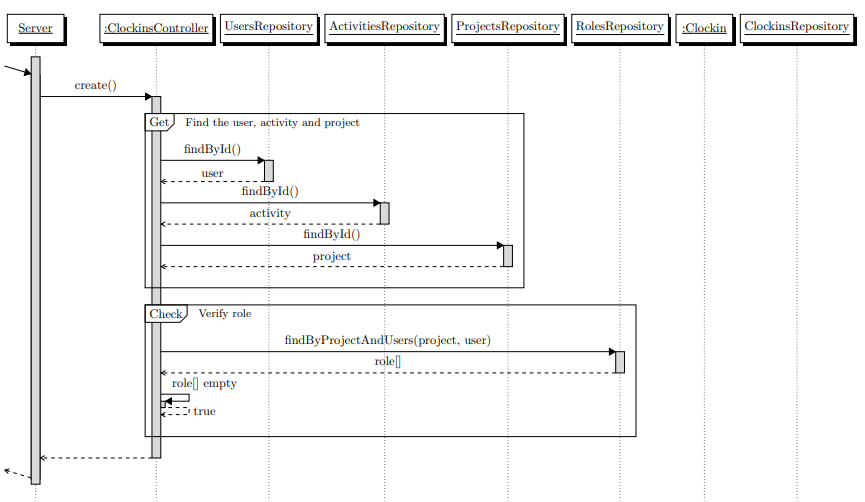 Server
:ClockinsController
UsersRepository
ActivitiesRepository
ProjectsRepository
RolesRepository
:Clockin
ClockinsRepository
create()
Get
Find the user, activity and project
findById()
user
findById()
activity
findById()
project
Check
Verify role
findByProjectAndUsers(project, user)
role[]
role[] empty
true